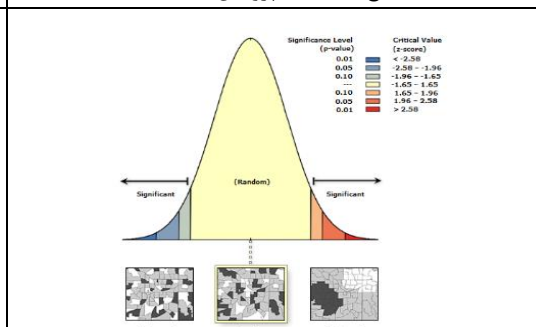 Significance Level Critical Value
(p-value) (z-score)
0.01 < -2.58
0.05 -2.58 - -1.96
0.10 -1.96 - -1.65
--- -1.65 - 1.65
0.10 1.65 - 1.96
0.05 1.96 - 2.58
0.01 > 2.58
(Random)
Significant Significant